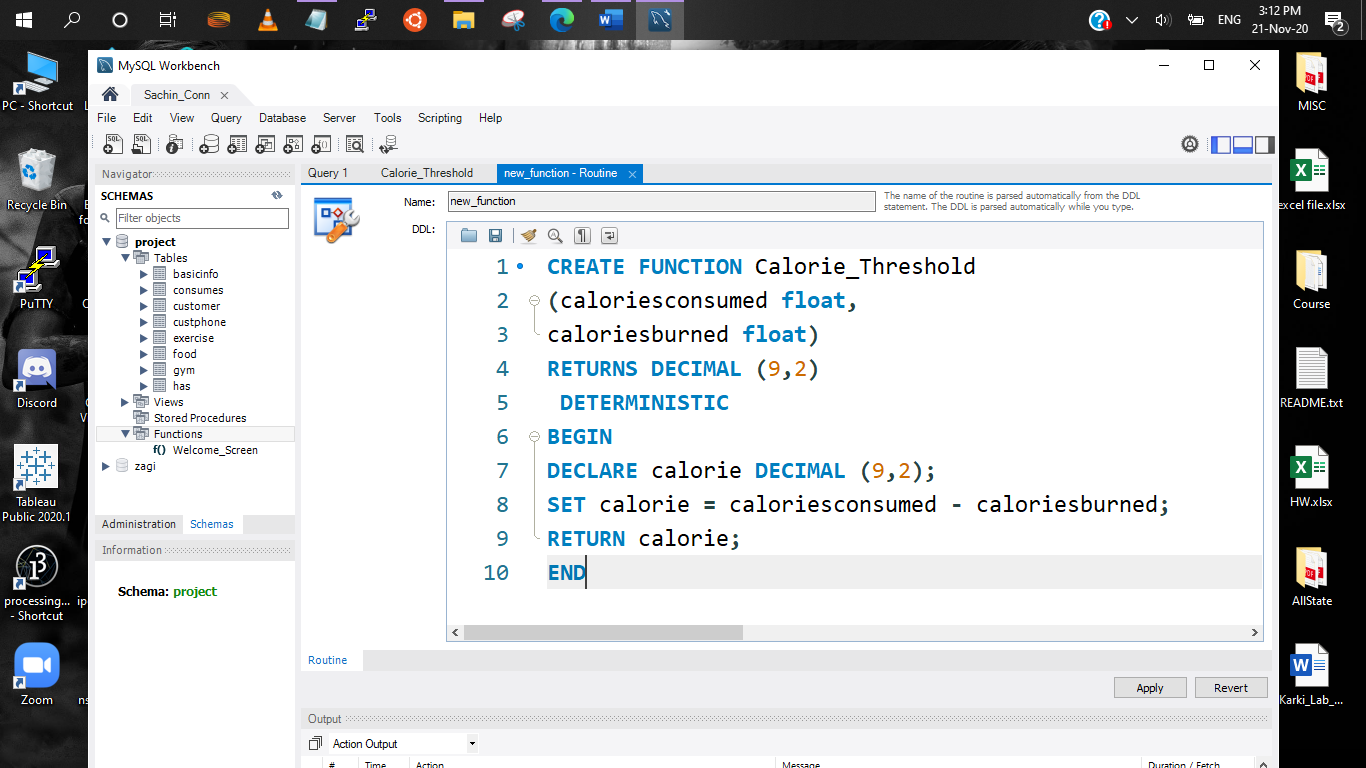 ENG
3:12 PM
21-Nov-20
2
MySQL Workbench
Sachin_Conn
File Edit View Query Database Server Tools Scripting Help
Navigator
SCHEMAS
Filter objects
project
Tables
basicinfo
consumes
customer
custphone
exercise
food
gym
has
Views
Stored Procedures
Functions
f() Welcome_Screen
zagi
Administration Schemas
Information
Schema: project
Query 1 Calorie_Threshold new_function - Routine
Name: new_function
The name of the routine is parsed automatically from the DDL
statement. The DDL is parsed automatically while you type.
DDL:
1 CREATE FUNCTION Calorie_Threshold
2 (caloriesconsumed float,
3 caloriesburned float)
4 RETURNS DECIMAL (9,2)
5 DETERMINISTIC
6 BEGIN
7 DECLARE calorie DECIMAL (9,2);
8 SET calorie = caloriesconsumed - caloriesburned;
9 RETURN calorie;
10 END
Routine
Apply Revert
Output
Action Output
# Time Action Message Duration / Fetch
PC - Shortcut
Recycle Bin
PuTTY
Discord
Tableau
Public 2020.1
processing...
- Shortcut
Zoom
MISC
excel file.xlsx
Course
README.txt
HW.xlsx
AllState
Karki_Lab_...